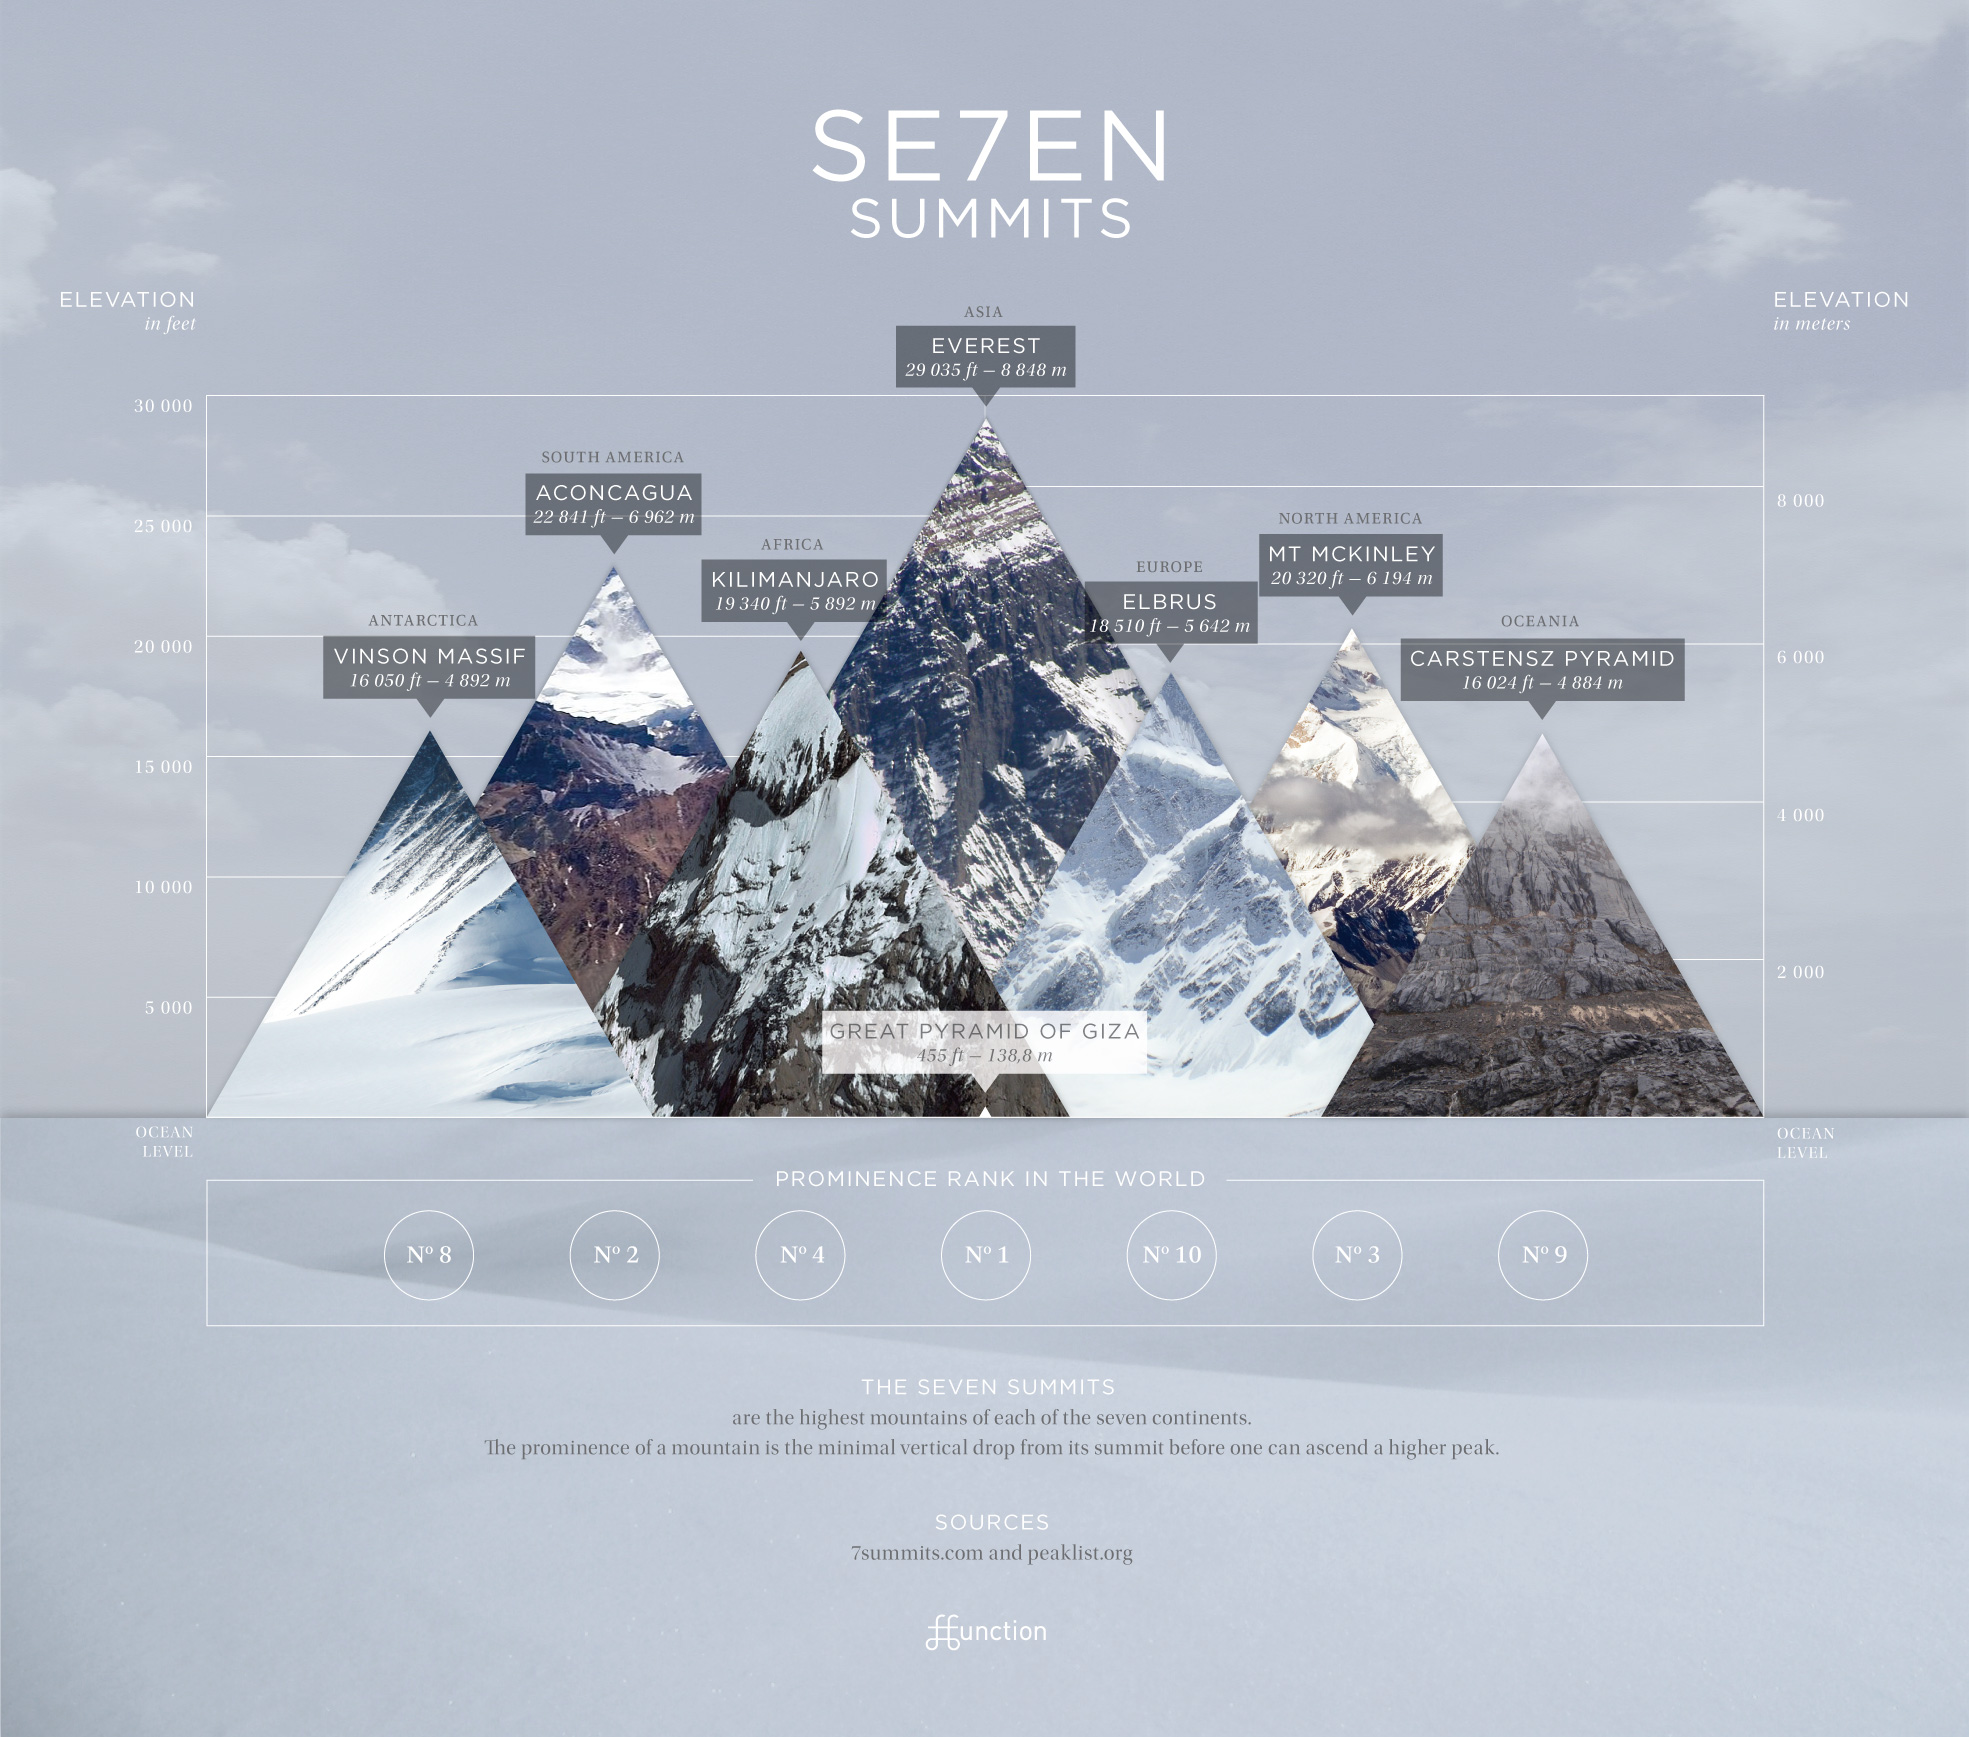 SE7EN
SUMMITS
ELEVATION
in feet
ELEVATION
in meters
ASIA
EVEREST
29 035 ft – 8 848 m
30 000
SOUTH AMERICA
ACONCAGUA
22 841 ft – 6 962 m
8 000
25 000
NORTH AMERICA
MT MCKINLEY
20 320 ft – 6 194 m
AFRICA
KILIMANJARO
19 340 ft – 5 892 m
EUROPE
ELBRUS
18 510 ft – 5 642 m
ANTARCTICA
VINSON MASSIF
16 050 ft – 4 892 m
OCEANIA
CARSTENSZ PYRAMID
16 024 ft – 4 884 m
20 000
6 000
15 000
4 000
10 000
2 000
5 000
GREAT PYRAMID OF GIZA
455 ft – 138,8 m
OCEAN
LEVEL
OCEAN
LEVEL
PROMINENCE RANK IN THE WORLD
Nº 8
Nº 2
Nº 4
Nº 1
Nº 10
Nº 3
Nº 9
THE SEVEN SUMMITS
are the highest mountains of each of the seven continents.
The prominence of a mountain is the minimal vertical drop from its summit before one can ascend a higher peak.
SOURCES
7summits.com and peaklist.org
ffunction